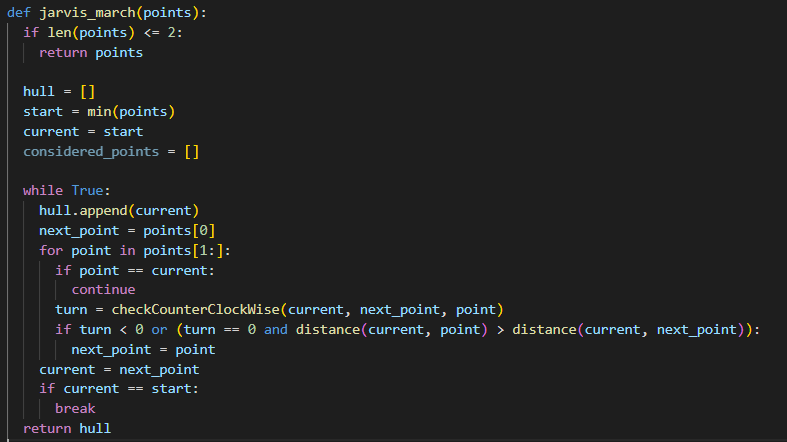 def jarvis_march(points):
  if len(points) <= 2:
    return points

  hull = []
  start = min(points)
  current = start
  considered_points = []

  while True:
    hull.append(current)
    next_point = points[0]
    for point in points[1:]:
      if point == current:
        continue
      turn = checkCounterClockWise(current, next_point, point)
      if turn < 0 or (turn == 0 and distance(current, point) > distance(current, next_point)):
        next_point = point
    current = next_point
    if current == start:
      break
  return hull